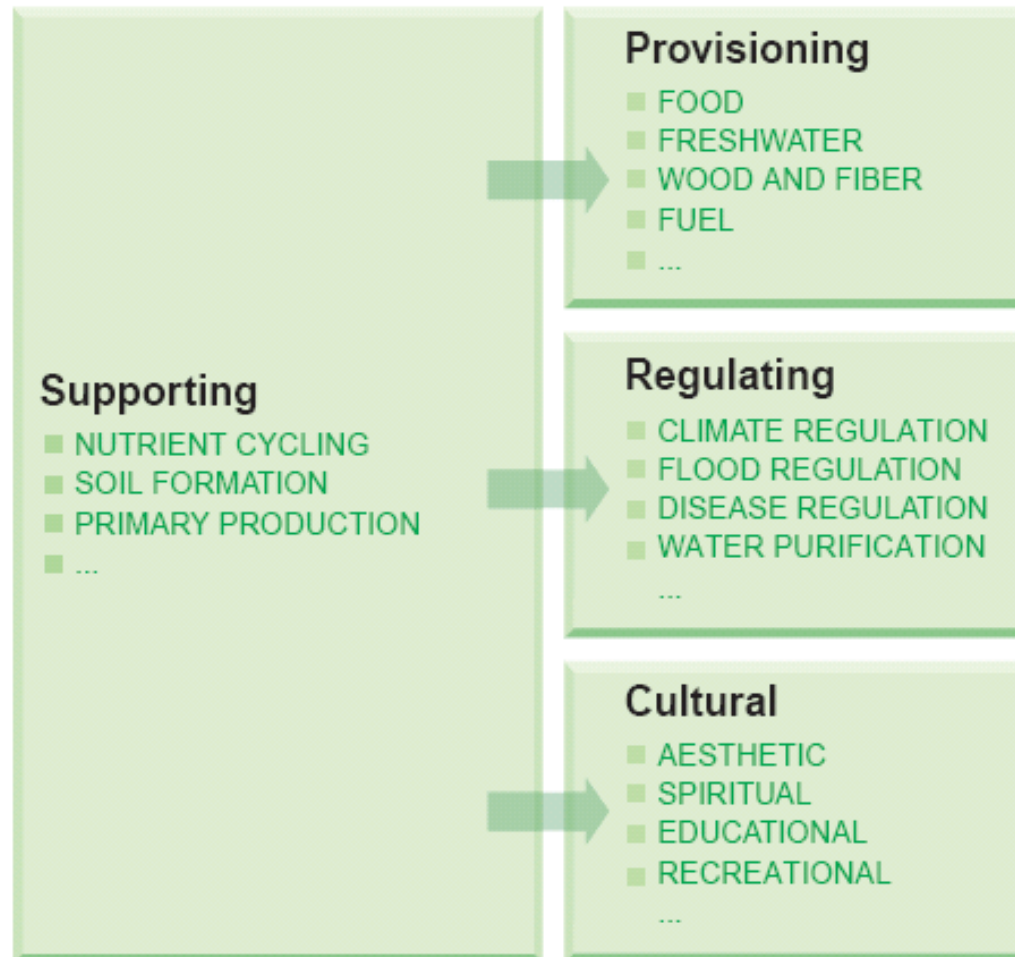 Supporting
NUTRIENT CYCLING
SOIL FORMATION
PRIMARY PRODUCTION
...
Provisioning
FOOD
FRESHWATER
WOOD AND FIBER
FUEL
...
Regulating
CLIMATE REGULATION
FLOOD REGULATION
DISEASE REGULATION
WATER PURIFICATION
...
Cultural
AESTHETIC
SPIRITUAL
EDUCATIONAL
RECREATIONAL
...